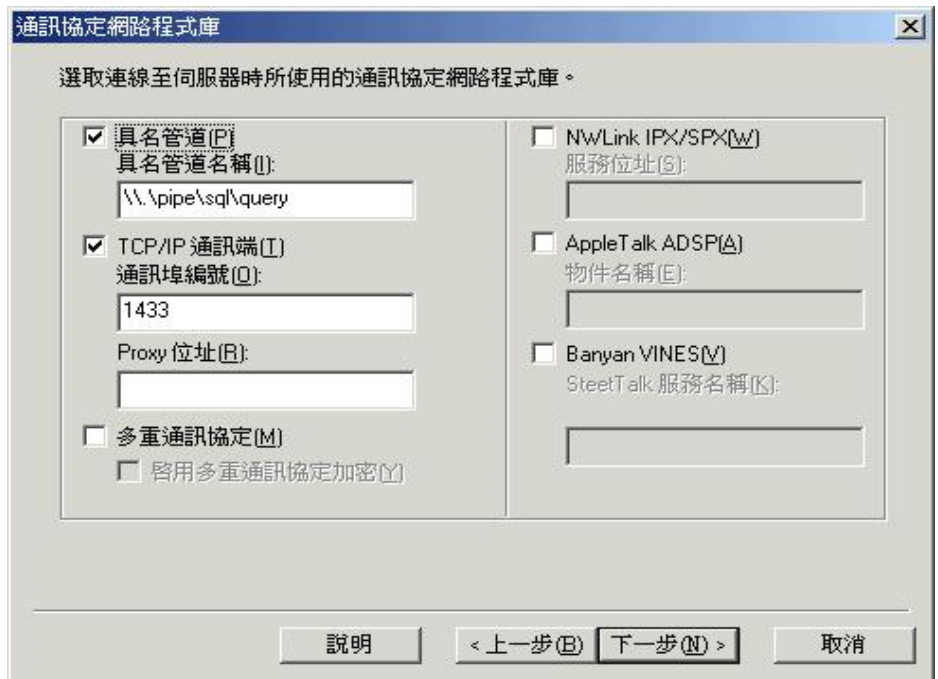 通訊協定網路程式庫
選取連線至伺服器時所使用的通訊協定網路程式庫。
具名管道(P)
具名管道名稱(I):
\\.\pipe\sql\query
TCP/IP 通訊端(T)
通訊埠編號(O):
1433
Proxy 位址(R):
多重通訊協定(M)
啓用多重通訊協定加密(Y)
NWLink IPX/SPX(W)
服務位址(S):
AppleTalk ADSP(A)
物件名稱(E):
Banyan VINES(V)
SteetTalk 服務名稱(K):
說明
< 上一步(B)
下一步(N) >
取消